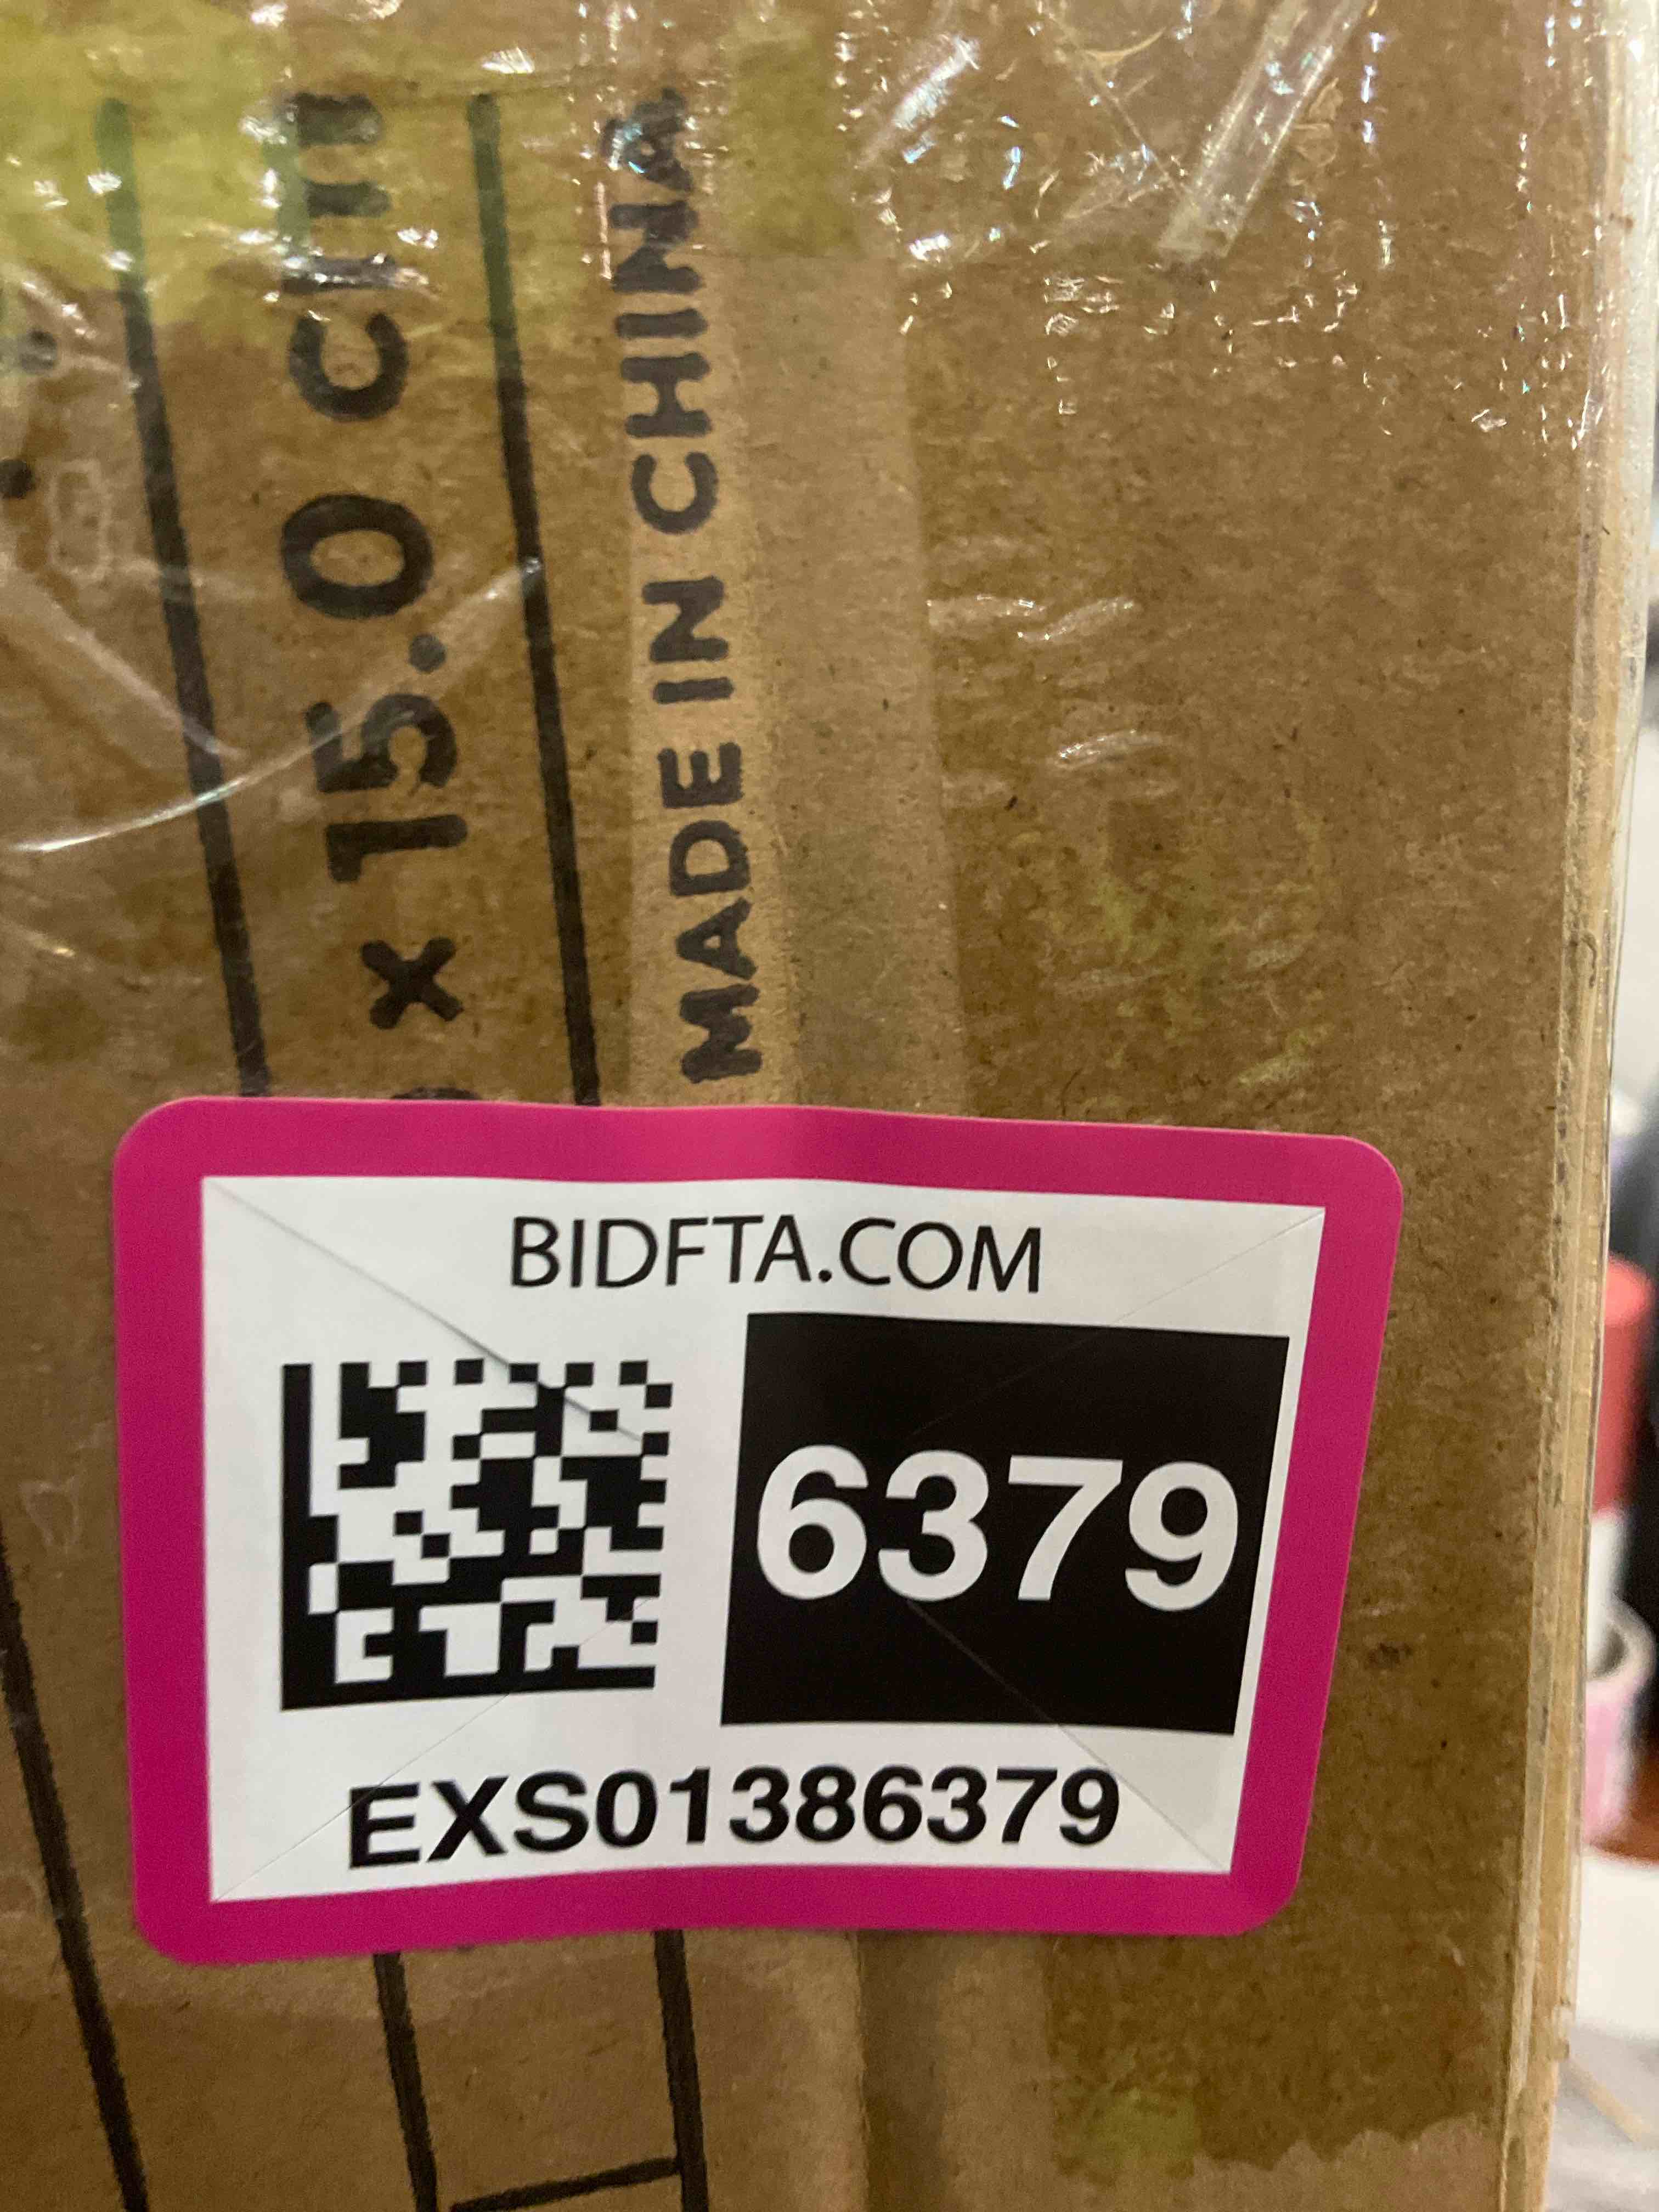 x 15.0 cm
MADE IN CHINA
BIDFTA.COM
6379
EXS01386379